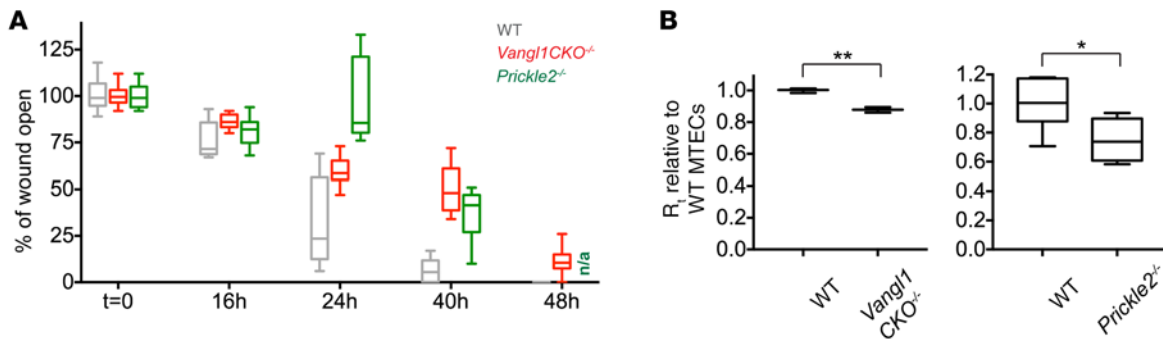 A
% of wound open
125
100
75
50
25
0
t=0
16h
24h
40h
48h
WT
Vangl1CKO-/-
Prickle2-/-
n/a
B
Rt relative to
WT MTECs
1.0
0.8
0.6
0.4
0.2
0.0
**
WT
Vangl1
CKO-/-
1.2
1.0
0.8
0.6
0.4
0.2
0.0
*
WT
Prickle2-/-